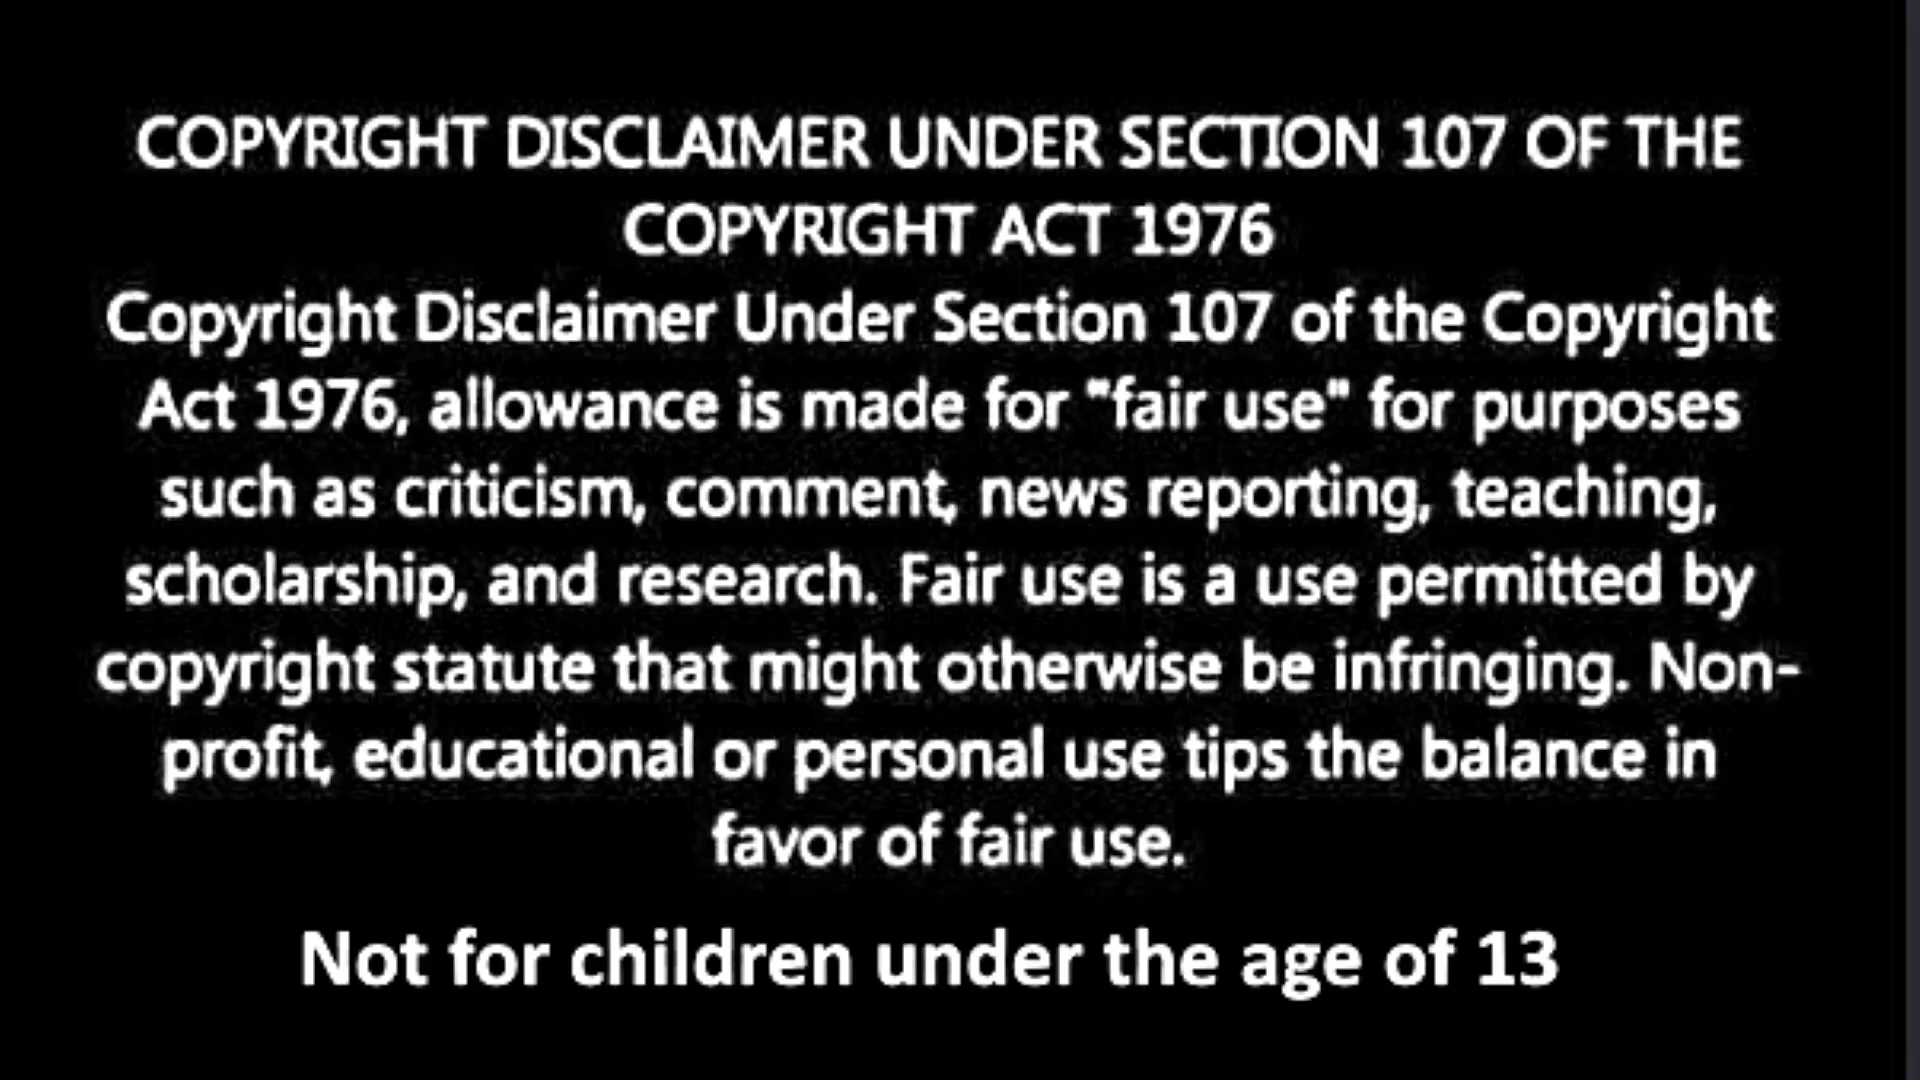 COPYRIGHT DISCLAIMER UNDER SECTION 107 OF THE
COPYRIGHT ACT 1976
Copyright Disclaimer Under Section 107 of the Copyright
Act 1976, allowance is made for "fair use" for purposes
such as criticism, comment, news reporting, teaching,
scholarship, and research. Fair use is a use permitted by
copyright statute that might otherwise be infringing. Non-
profit, educational or personal use tips the balance in
favor of fair use.
Not for children under the age of 13